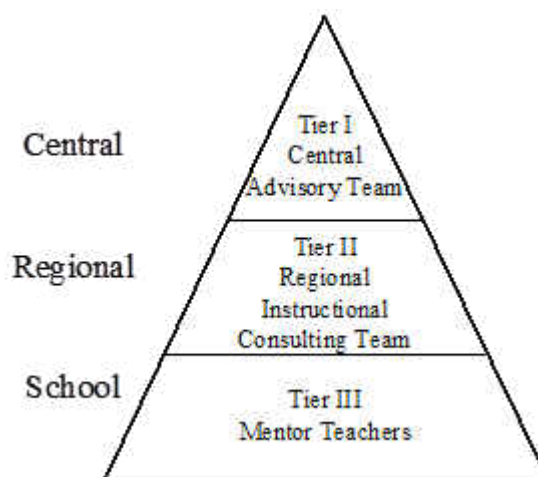 Central
Tier I
Central
Advisory Team
Regional
Tier II
Regional
Instructional
Consulting Team
School
Tier III
Mentor Teachers